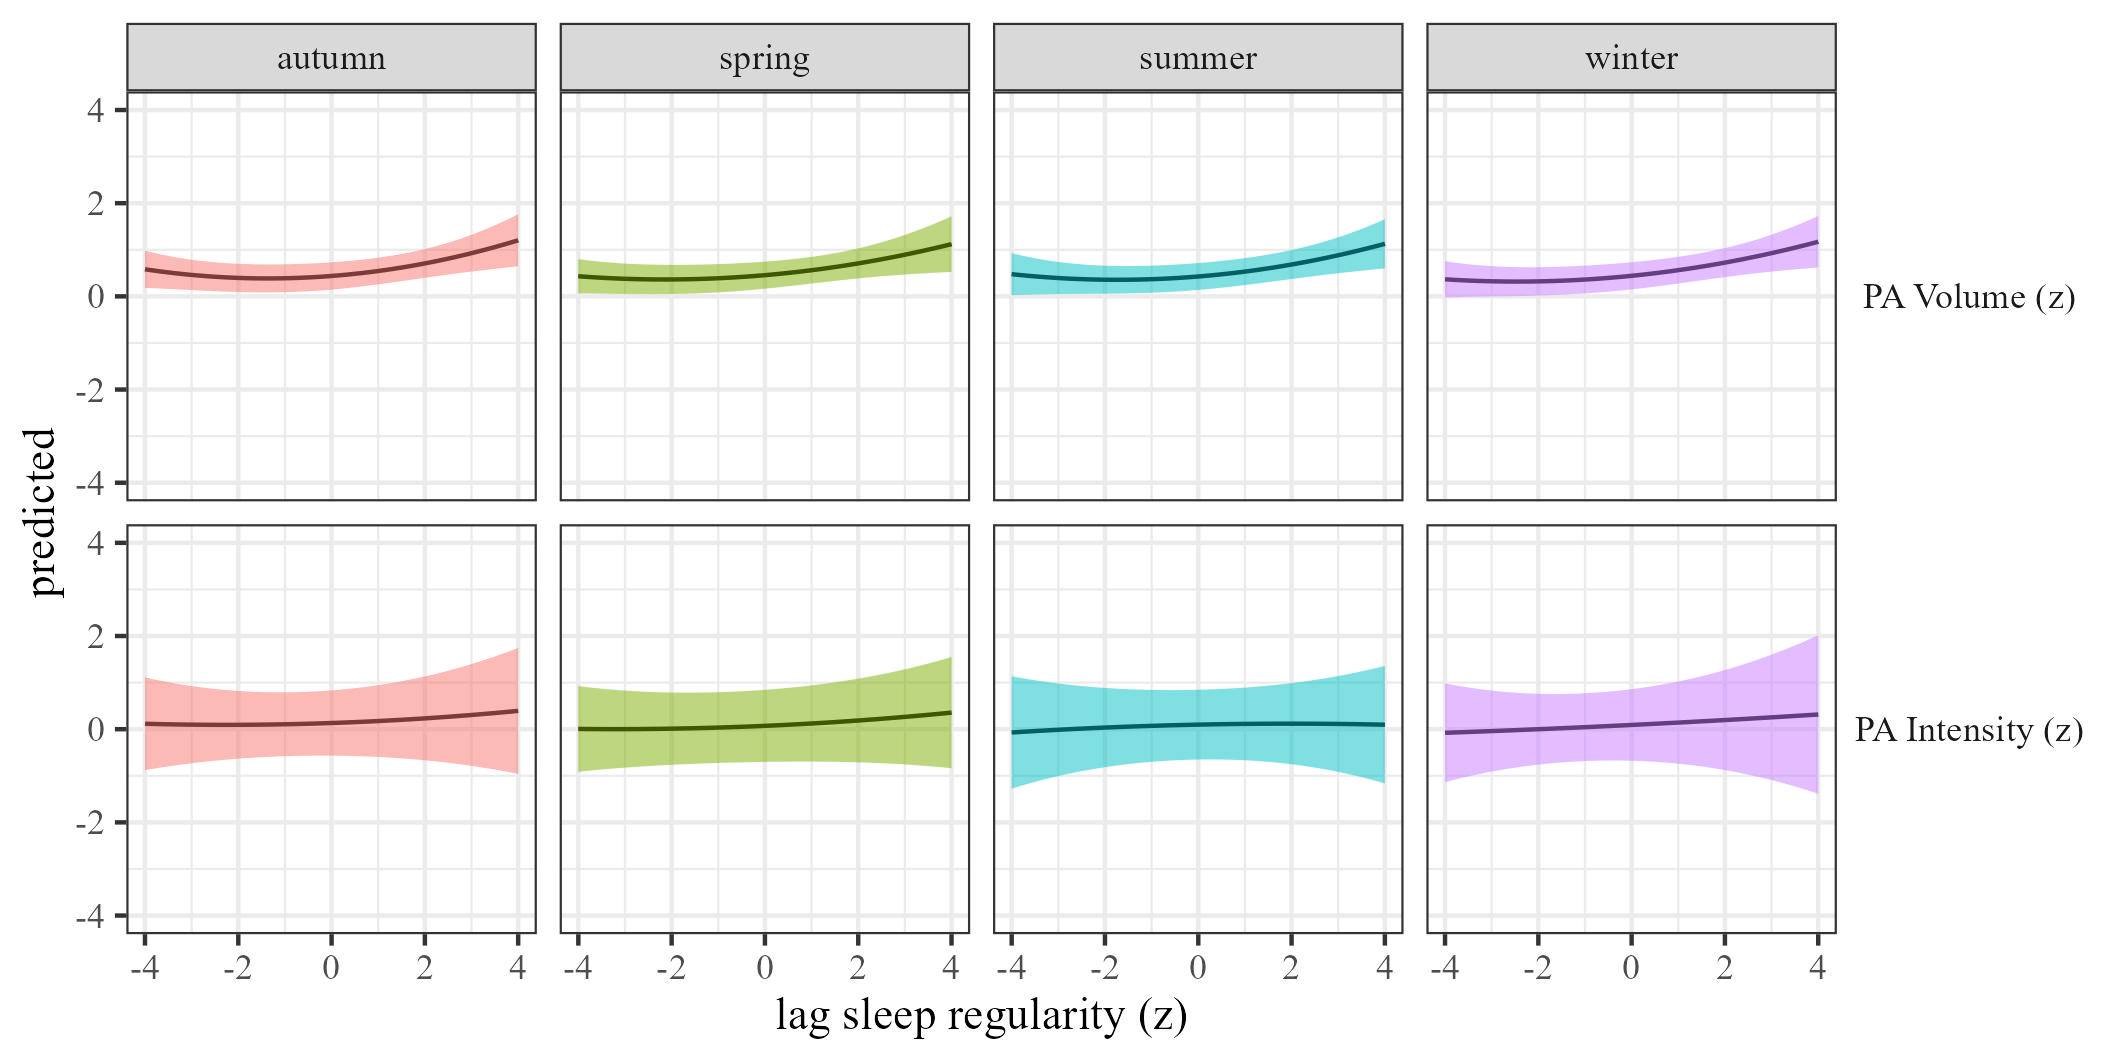 autumn spring summer winter
4
2
0
-2
-4
PA Volume (z)
4
2
0
-2
-4
PA Intensity (z)
predicted
-4 -2 0 2 4 -4 -2 0 2 4 -4 -2 0 2 4 -4 -2 0 2 4
lag sleep regularity (z)